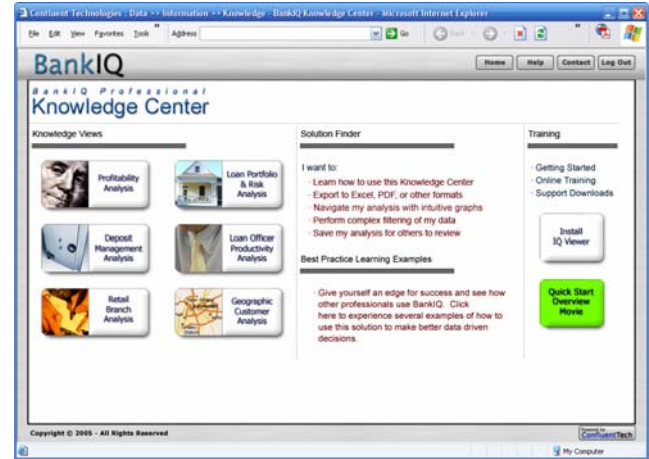 Confluent Technologies : Data >> Information >> Knowledge - BankIQ Knowledge Center - Microsoft Internet Explorer
File Edit View Favorites Tools » Address Go Back »
BankIQ
Home Help Contact Log Out
BankIQ Professional
Knowledge Center
Knowledge Views
Profitability
Analysis
Loan Portfolio
& Risk
Analysis
Deposit
Management
Analysis
Loan Officer
Productivity
Analysis
Retail
Branch
Analysis
Geographic
Customer
Analysis
Solution Finder
I want to:
· Learn how to use this Knowledge Center
· Export to Excel, PDF, or other formats
Navigate my analysis with intuitive graphs
· Perform complex filtering of my data
· Save my analysis for others to review
Best Practice Learning Examples
· Give yourself an edge for success and see how
other professionals use BankIQ. Click
here to experience several examples of how to
use this solution to make better data driven
decisions.
Training
· Getting Started
· Online Training
· Support Downloads
Install
IQ Viewer
Quick Start
Overview
Movie
Copyright © 2005 - All Rights Reserved
Powered by
ConfluentTech
My Computer